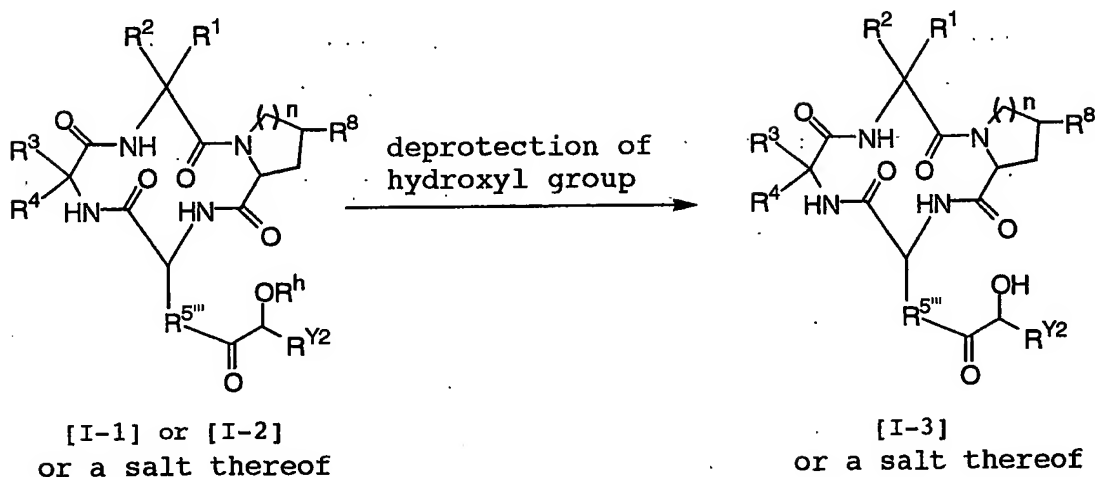 R² R¹ R² R¹
O NH O N ( )n R⁸ deprotection of O NH O N ( )n R⁸
R³ O hydroxyl group R³ O
R⁴ HN HN O R⁴ HN HN O
ORʰ OH
R⁵''' Rʸ² R⁵''' Rʸ²
O O
[I-1] or [I-2] [I-3]
or a salt thereof or a salt thereof